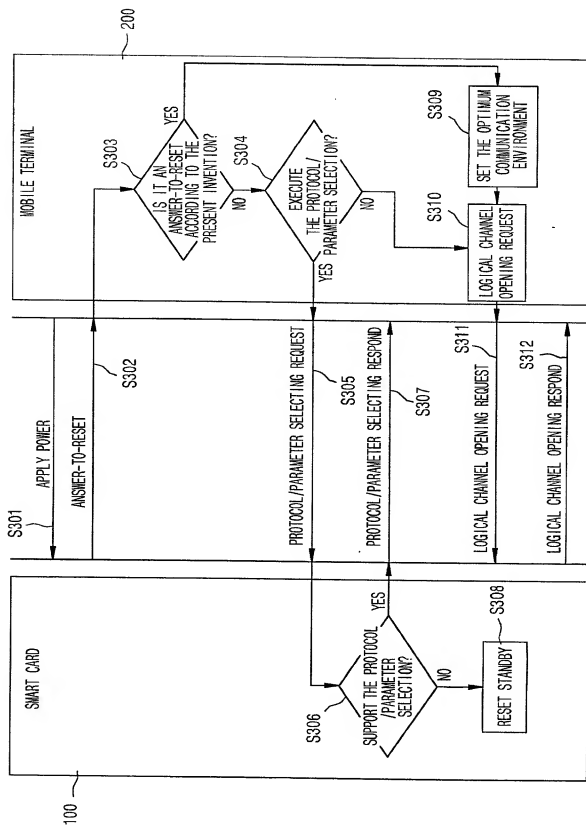 100
SMART CARD
S306
SUPPORT THE PROTOCOL
/PARAMETER
SELECTION?
YES
NO
S308
RESET STANDBY
S301
APPLY POWER
ANSWER-TO-RESET
S302
PROTOCOL/PARAMETER SELECTING REQUEST
S305
PROTOCOL/PARAMETER SELECTING RESPOND
S307
LOGICAL CHANNEL OPENING REQUEST
S311
LOGICAL CHANNEL OPENING RESPOND
S312
MOBILE TERMINAL
200
S303
IS IT AN
ANSWER-TO-RESET
ACCORDING TO THE
PRESENT INVENTION?
YES
NO
S304
EXECUTE
THE PROTOCOL/
PARAMETER SELECTION?
YES
NO
S309
SET THE OPTIMUM
COMMUNICATION
ENVIRONMENT
S310
LOGICAL CHANNEL
OPENING REQUEST